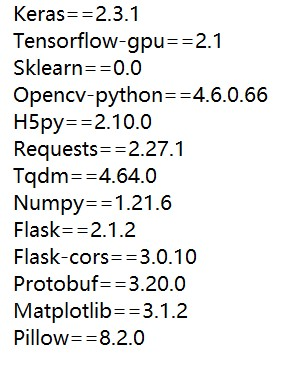 Keras==2.3.1
Tensorflow-gpu==2.1
Sklearn==0.0
Opencv-python==4.6.0.66
H5py==2.10.0
Requests==2.27.1
Tqdm==4.64.0
Numpy==1.21.6
Flask==2.1.2
Flask-cors==3.0.10
Protobuf==3.20.0
Matplotlib==3.1.2
Pillow==8.2.0